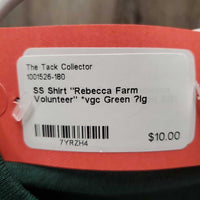 The Tack Collector
1001526-180
SS Shirt "Rebecca Farm
Volunteer" *vgc Green ?lg
$10.00
7YRZH4